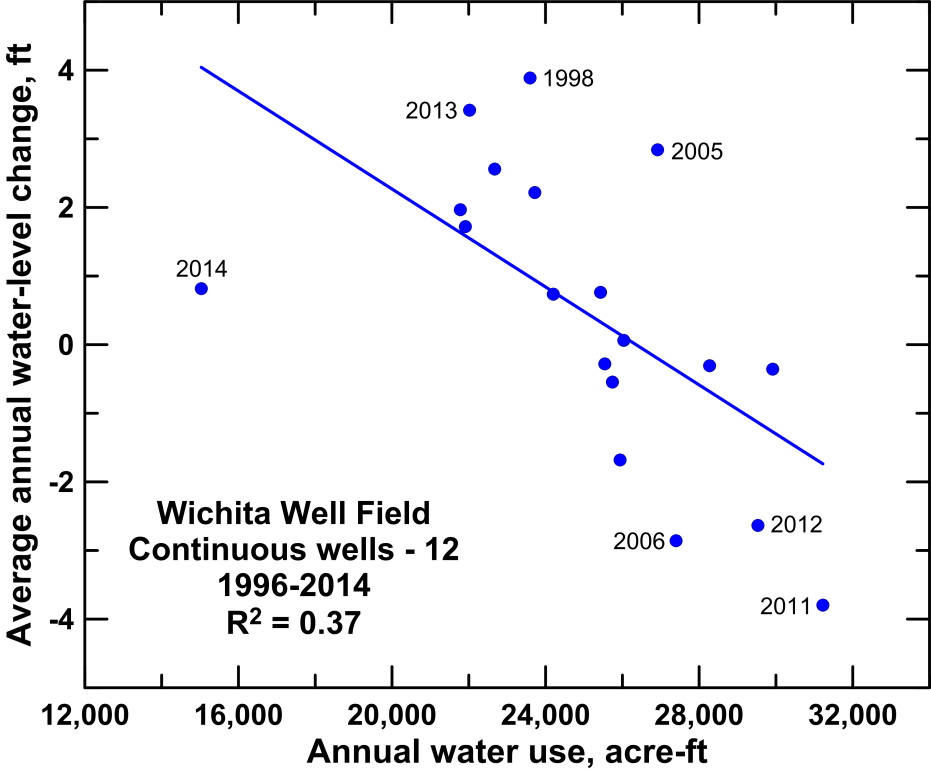 Average annual water-level change, ft
4
2
0
-2
-4
1998
2013
2005
2014
2012
2006
2011
Wichita Well Field
Continuous wells - 12
1996-2014
R² = 0.37
12,000 16,000 20,000 24,000 28,000 32,000
Annual water use, acre-ft